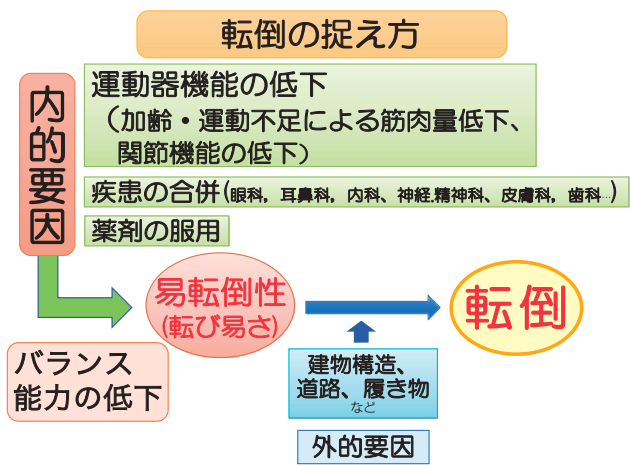 転倒の捉え方
内的要因
運動器機能の低下
（加齢・運動不足による筋肉量低下、
関節機能の低下）
疾患の合併(眼科，耳鼻科，内科、神経.精神科、皮膚科，歯科…)
薬剤の服用
易転倒性
(転び易さ)
転倒
バランス
能力の低下
建物構造、
道路、履き物
など
外的要因